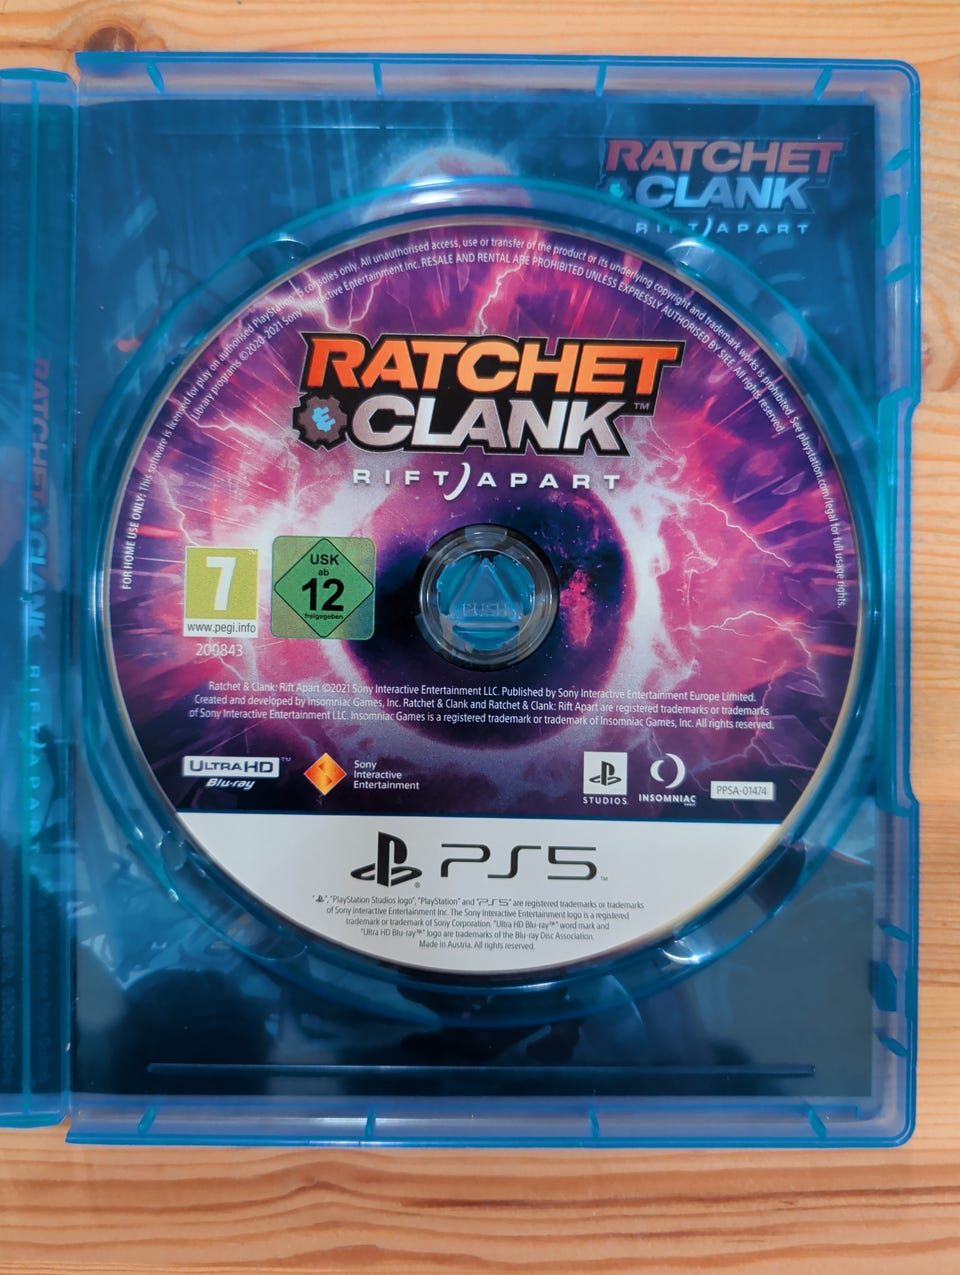 RATCHET
& CLANK
RIFT APART
FOR HOME USE ONLY: This software is licensed for play on authorised PlayStation®5 consoles only. All unauthorised access, use or transfer of the product or its underlying copyright and trademark works is prohibited. See playstation.com/legal for full usage rights.
Library programs ©2020-2021 Sony Interactive Entertainment Inc. RESALE AND RENTAL ARE PROHIBITED UNLESS EXPRESSLY AUTHORISED BY SIEE. All rights reserved.
RATCHET
& CLANK™
RIFT APART
7™
www.pegi.info
200843
USK
ab
12
freigegeben
PUSH
Ratchet & Clank: Rift Apart ©2021 Sony Interactive Entertainment LLC. Published by Sony Interactive Entertainment Europe Limited.
Created and developed by Insomniac Games, Inc. Ratchet & Clank and Ratchet & Clank: Rift Apart are registered trademarks or trademarks
of Sony Interactive Entertainment LLC. Insomniac Games is a registered trademark or trademark of Insomniac Games, Inc. All rights reserved.
ULTRA HD™
Blu-ray
Sony
Interactive
Entertainment
STUDIOS
INSOMNIAC
GAMES
PPSA-01474
® PS5™
"", "PlayStation Studios logo", "PlayStation" and "PS5" are registered trademarks or trademarks
of Sony Interactive Entertainment Inc. The Sony Interactive Entertainment logo is a registered
trademark or trademark of Sony Corporation. "Ultra HD Blu-ray™" word mark and
"Ultra HD Blu-ray™" logo are trademarks of the Blu-ray Disc Association.
Made in Austria. All rights reserved.
RATCHET & CLANK RIFT APART